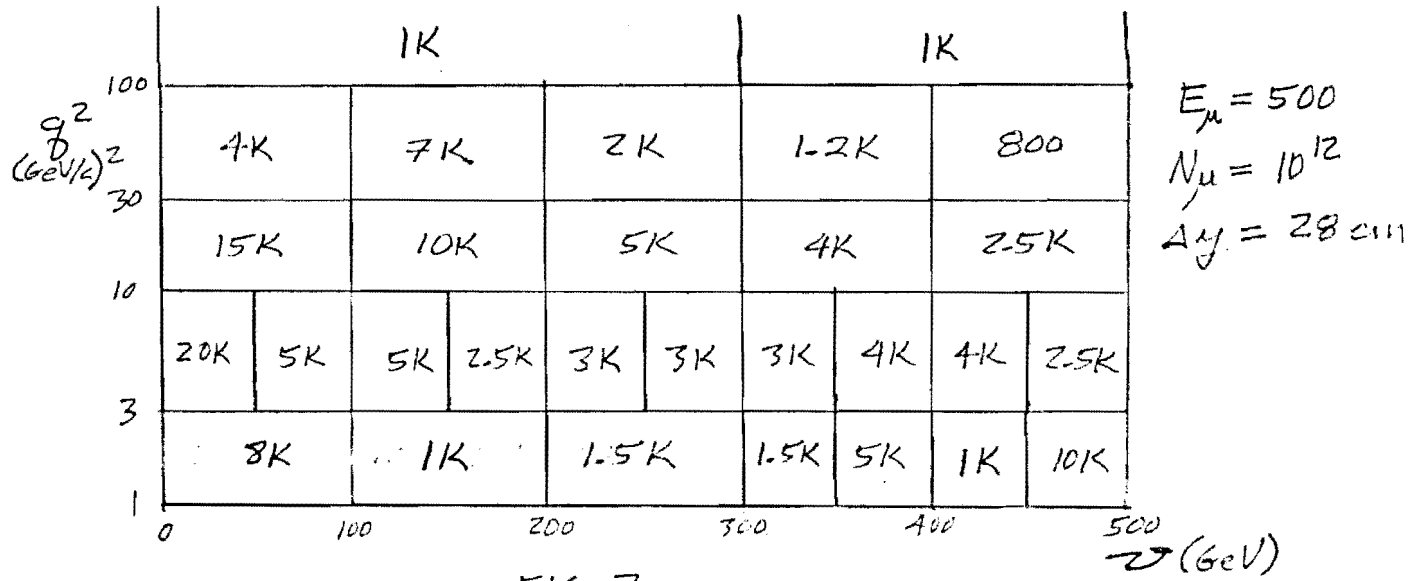 1K 1K
100
q² (GeV/c)²
4K 7K 2K 1.2K 800
E_μ = 500
N_μ = 10¹²
Δy = 28 cm
30
15K 10K 5K 4K 2.5K
10
20K 5K 5K 2.5K 3K 3K 3K 4K 4K 2.5K
3
8K 1K 1.5K 1.5K 5K 1K 10K
1
0 100 200 300 400 500
ν (GeV)